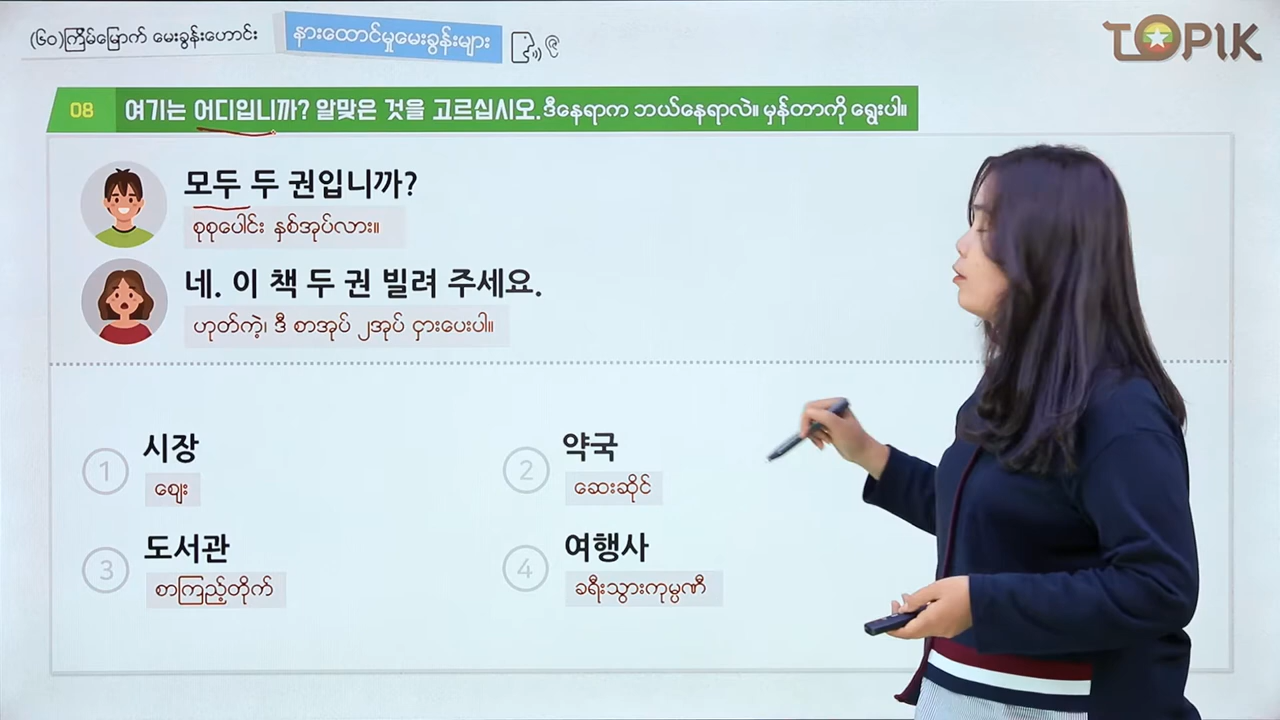 (၆၀)ကြိမ်မြောက် မေးခွန်းဟောင်း
နားထောင်မှုမေးခွန်းများ
၉
TOPIK
08 여기는 어디입니까? 알맞은 것을 고르십시오. ဒီနေရာက ဘယ်နေရာလဲ။ မှန်တာကို ရွေးပါ။
모두 두 권입니까?
စုစုပေါင်း နှစ်အုပ်လား။
네. 이 책 두 권 빌려 주세요.
ဟုတ်ကဲ့၊ ဒီ စာအုပ် ၂အုပ် ငှားပေးပါ။
1 시장
ဈေး
2 약국
ဆေးဆိုင်
3 도서관
စာကြည့်တိုက်
4 여행사
ခရီးသွားကုမ္ပဏီ